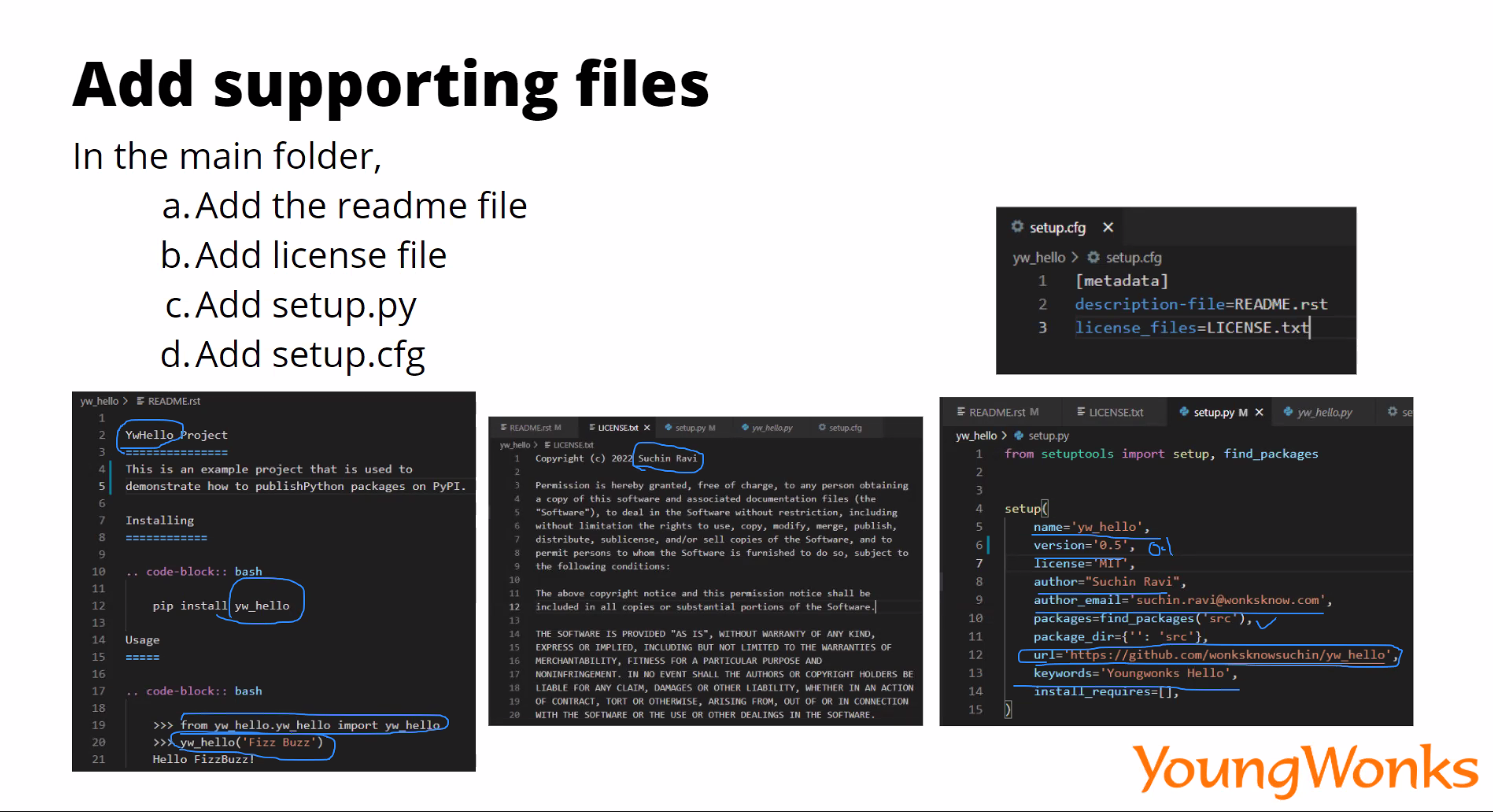 Add supporting files
In the main folder,
a. Add the readme file
b. Add license file
c. Add setup.py
d. Add setup.cfg
setup.cfg ×
yw_hello > setup.cfg
1 [metadata]
2 description-file=README.rst
3 license_files=LICENSE.txt
yw_hello > README.rst
1
2 YwHello Project
3 ===============
4 This is an example project that is used to
5 demonstrate how to publishPython packages on PyPI.
6
7 Installing
8 ============
9
10 .. code-block:: bash
11
12 pip install yw_hello
13
14 Usage
15 =====
16
17 .. code-block:: bash
18
19 >>> from yw_hello.yw_hello import yw_hello
20 >>> yw_hello('Fizz Buzz')
21 Hello FizzBuzz!
README.rst M LICENSE.txt × setup.py M yw_hello.py setup.cfg
yw_hello > LICENSE.txt
1 Copyright (c) 2022 Suchin Ravi
2
3 Permission is hereby granted, free of charge, to any person obtaining
4 a copy of this software and associated documentation files (the
5 "Software"), to deal in the Software without restriction, including
6 without limitation the rights to use, copy, modify, merge, publish,
7 distribute, sublicense, and/or sell copies of the Software, and to
8 permit persons to whom the Software is furnished to do so, subject to
9 the following conditions:
10
11 The above copyright notice and this permission notice shall be
12 included in all copies or substantial portions of the Software.
13
14 THE SOFTWARE IS PROVIDED "AS IS", WITHOUT WARRANTY OF ANY KIND,
15 EXPRESS OR IMPLIED, INCLUDING BUT NOT LIMITED TO THE WARRANTIES OF
16 MERCHANTABILITY, FITNESS FOR A PARTICULAR PURPOSE AND
17 NONINFRINGEMENT. IN NO EVENT SHALL THE AUTHORS OR COPYRIGHT HOLDERS BE
18 LIABLE FOR ANY CLAIM, DAMAGES OR OTHER LIABILITY, WHETHER IN AN ACTION
19 OF CONTRACT, TORT OR OTHERWISE, ARISING FROM, OUT OF OR IN CONNECTION
20 WITH THE SOFTWARE OR THE USE OR OTHER DEALINGS IN THE SOFTWARE.
README.rst M LICENSE.txt setup.py M × yw_hello.py se
yw_hello > setup.py
1 from setuptools import setup, find_packages
2
3
4 setup(
5 name='yw_hello',
6 version='0.5', 0.1
7 license='MIT',
8 author="Suchin Ravi",
9 author_email='suchin.ravi@wonksknow.com',
10 packages=find_packages('src'),
11 package_dir={'': 'src'},
12 url='https://github.com/wonksknowsuchin/yw_hello',
13 keywords='Youngwonks Hello',
14 install_requires=[],
15 )
YoungWonks